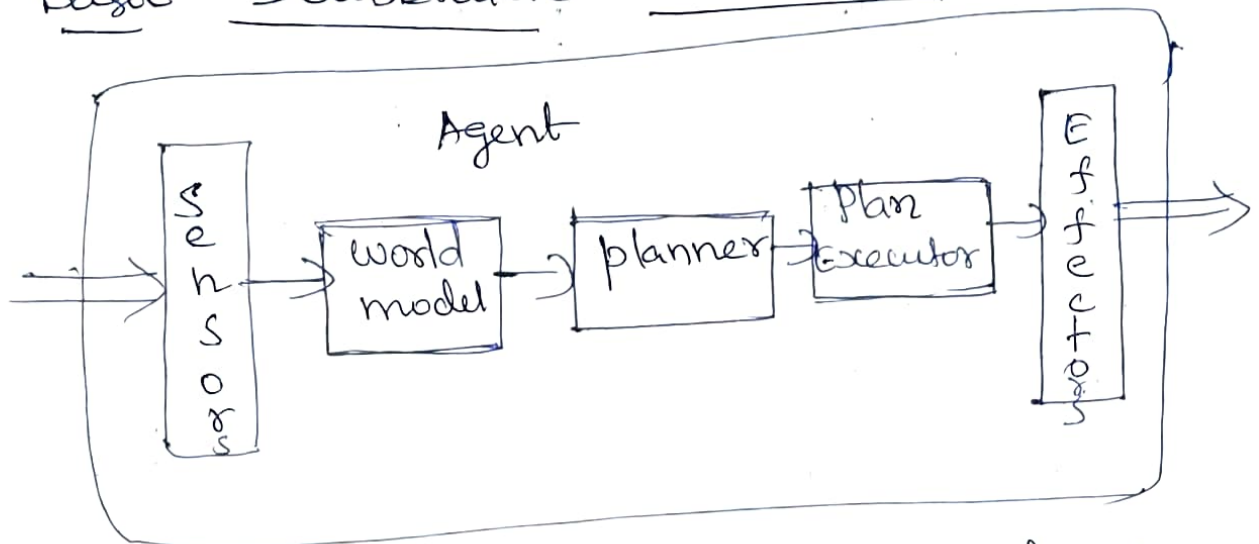 Agent
Sensors
world
model
planner
Plan
Executor
Effectors